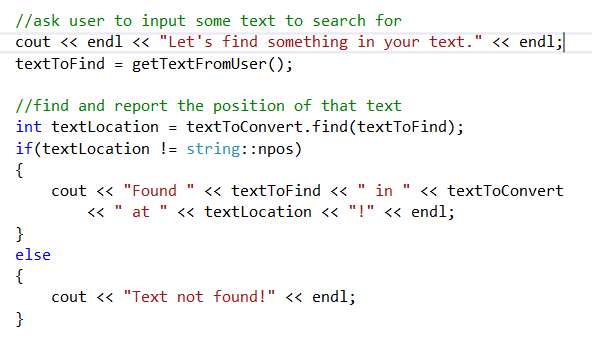 //ask user to input some text to search for
cout << endl << "Let's find something in your text." << endl;
textToFind = getTextFromUser();
//find and report the position of that text
int textLocation = textToConvert.find(textToFind);
if(textLocation != string::npos)
{
cout << "Found " << textToFind << " in " << textToConvert
<< " at " << textLocation << "!" << endl;
}
else
{
cout << "Text not found!" << endl;
}